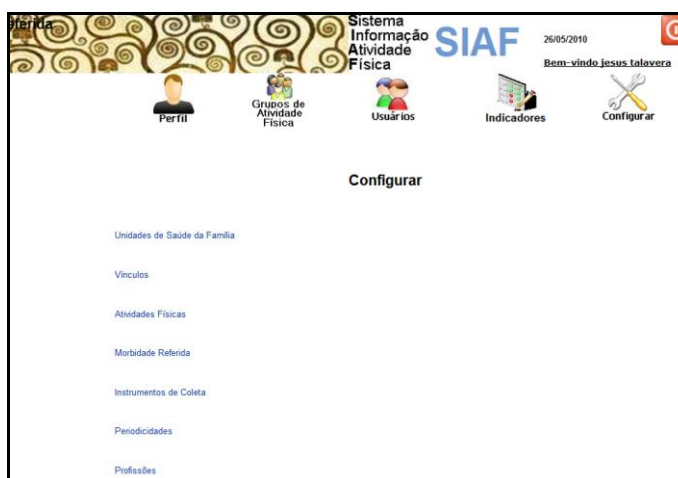 Sistema
Informação
Atividade
Física
SIAF
26/05/2010
Bem-vindo jesus talavera
Perfil
Grupos de
Atividade
Física
Usuários
Indicadores
Configurar
Configurar
Unidades de Saúde da Família
Vínculos
Atividades Físicas
Morbidade Referida
Instrumentos de Coleta
Periodicidades
Profissões